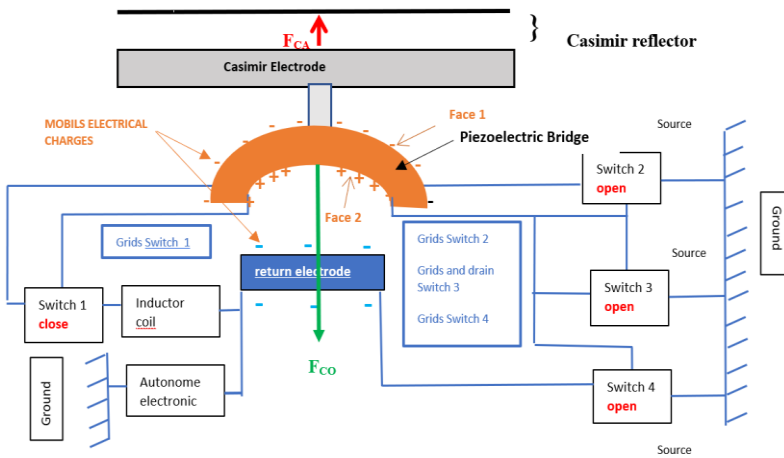 F_CA
} Casimir reflector
Casimir Electrode
MOBILS ELECTRICAL
CHARGES
Face 1
Piezoelectric Bridge
Source
Switch 2
open
Face 2
Grids Switch 1
return electrode
Grids Switch 2
Grids and drain
Switch 3
Grids Switch 4
Source
Ground
Switch 3
open
Switch 1
close
Inductor
coil
F_CO
Ground
Autonome
electronic
Switch 4
open
Source